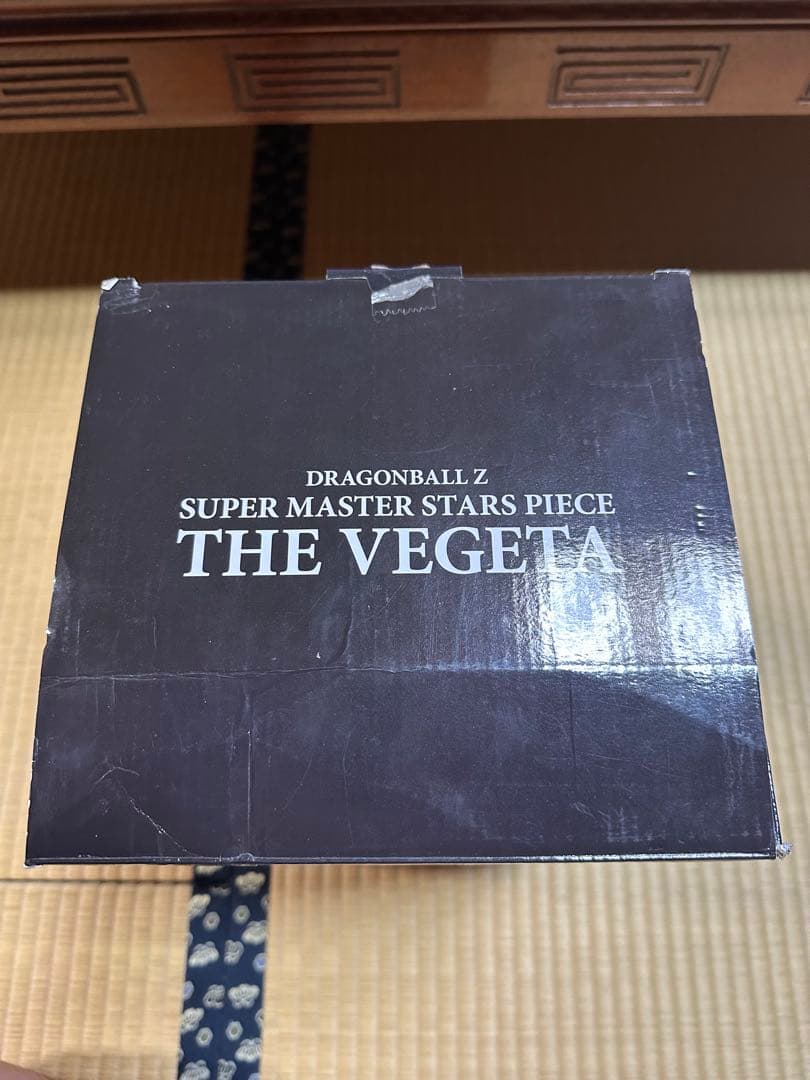 DRAGONBALL Z
SUPER MASTER STARS PIECE
THE VEGETA